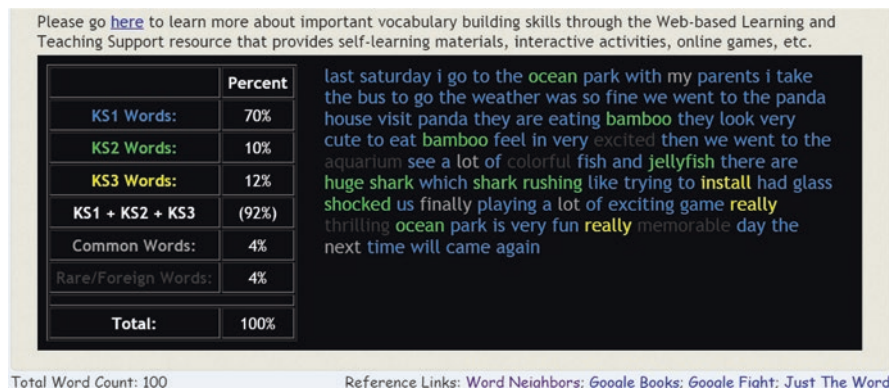 Please go here to learn more about important vocabulary building skills through the Web-based Learning and
Teaching Support resource that provides self-learning materials, interactive activities, online games, etc.
Percent
KS1 Words: 70%
KS2 Words: 10%
KS3 Words: 12%
KS1 + KS2 + KS3 (92%)
Common Words: 4%
Rare/Foreign Words: 4%
Total: 100%
last saturday i go to the ocean park with my parents i take
the bus to go the weather was so fine we went to the panda
house visit panda they are eating bamboo they look very
cute to eat bamboo feel in very excited then we went to the
aquarium see a lot of colorful fish and jellyfish there are
huge shark which shark rushing like trying to install had glass
shocked us finally playing a lot of exciting game really
thrilling ocean park is very fun really memorable day the
next time will came again
Total Word Count: 100
Reference Links: Word Neighbors; Google Books; Google Fight; Just The Word